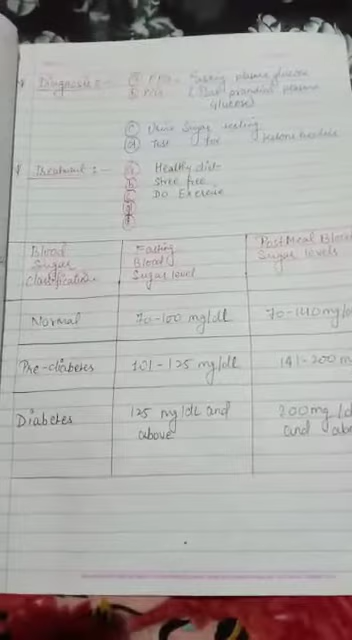 Diagnosis:- ⓐ FPG - Fasting plasma glucose
ⓑ (Post prandial plasma
Glucose)
ⓒ Urine Sugar testing
ⓓ Test for ketone bodies
Treatment:- ⓐ Healthy diet
ⓑ Stree free
ⓒ Do Exercise
ⓓ
ⓔ
Blood Sugar Classification | Fasting Blood Sugar level | Post Meal Blood Sugar levels
Normal | 70-100 mg/dl | 70-140 mg/
Pre-diabetes | 101-125 mg/dl | 141-200 m
Diabetes | 125 mg/dl and above | 200 mg/d and abo